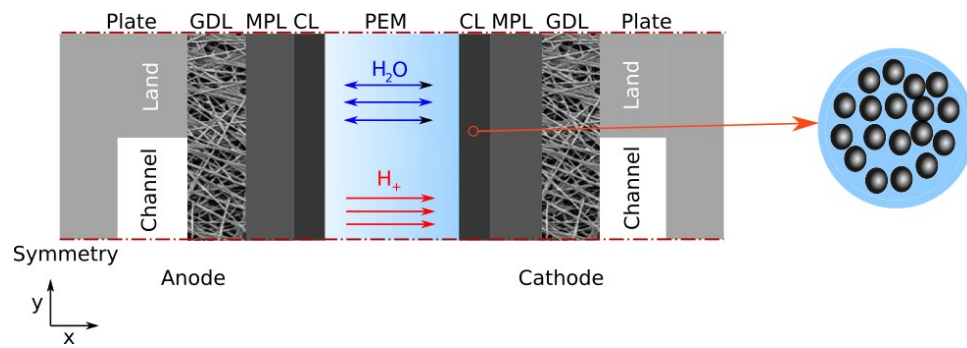 Plate GDL MPL CL PEM CL MPL GDL Plate
Land
Channel
H2O
H+
Land
Channel
Symmetry
Anode
Cathode
y
x